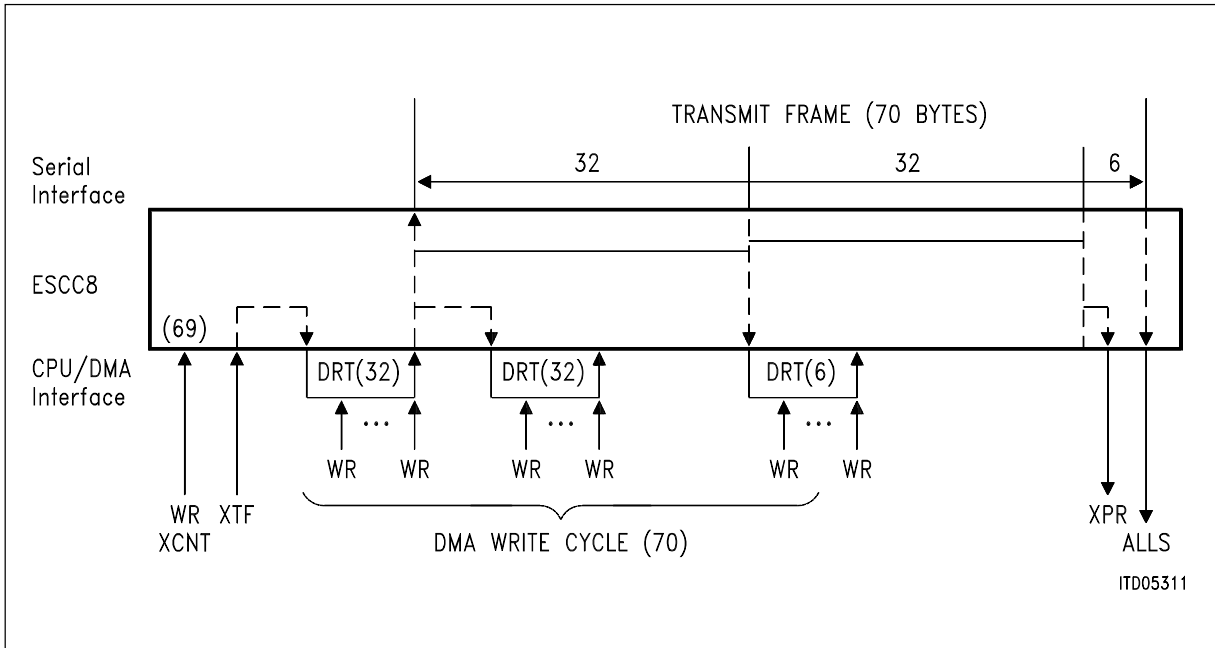 TRANSMIT FRAME (70 BYTES)
Serial
Interface
32
32
6
ESCC8
(69)
CPU/DMA
Interface
DRT(32)
DRT(32)
DRT(6)
...
...
...
WR
WR
WR
WR
WR
WR
WR
XCNT
XTF
DMA WRITE CYCLE (70)
XPR
ALLS
ITD05311